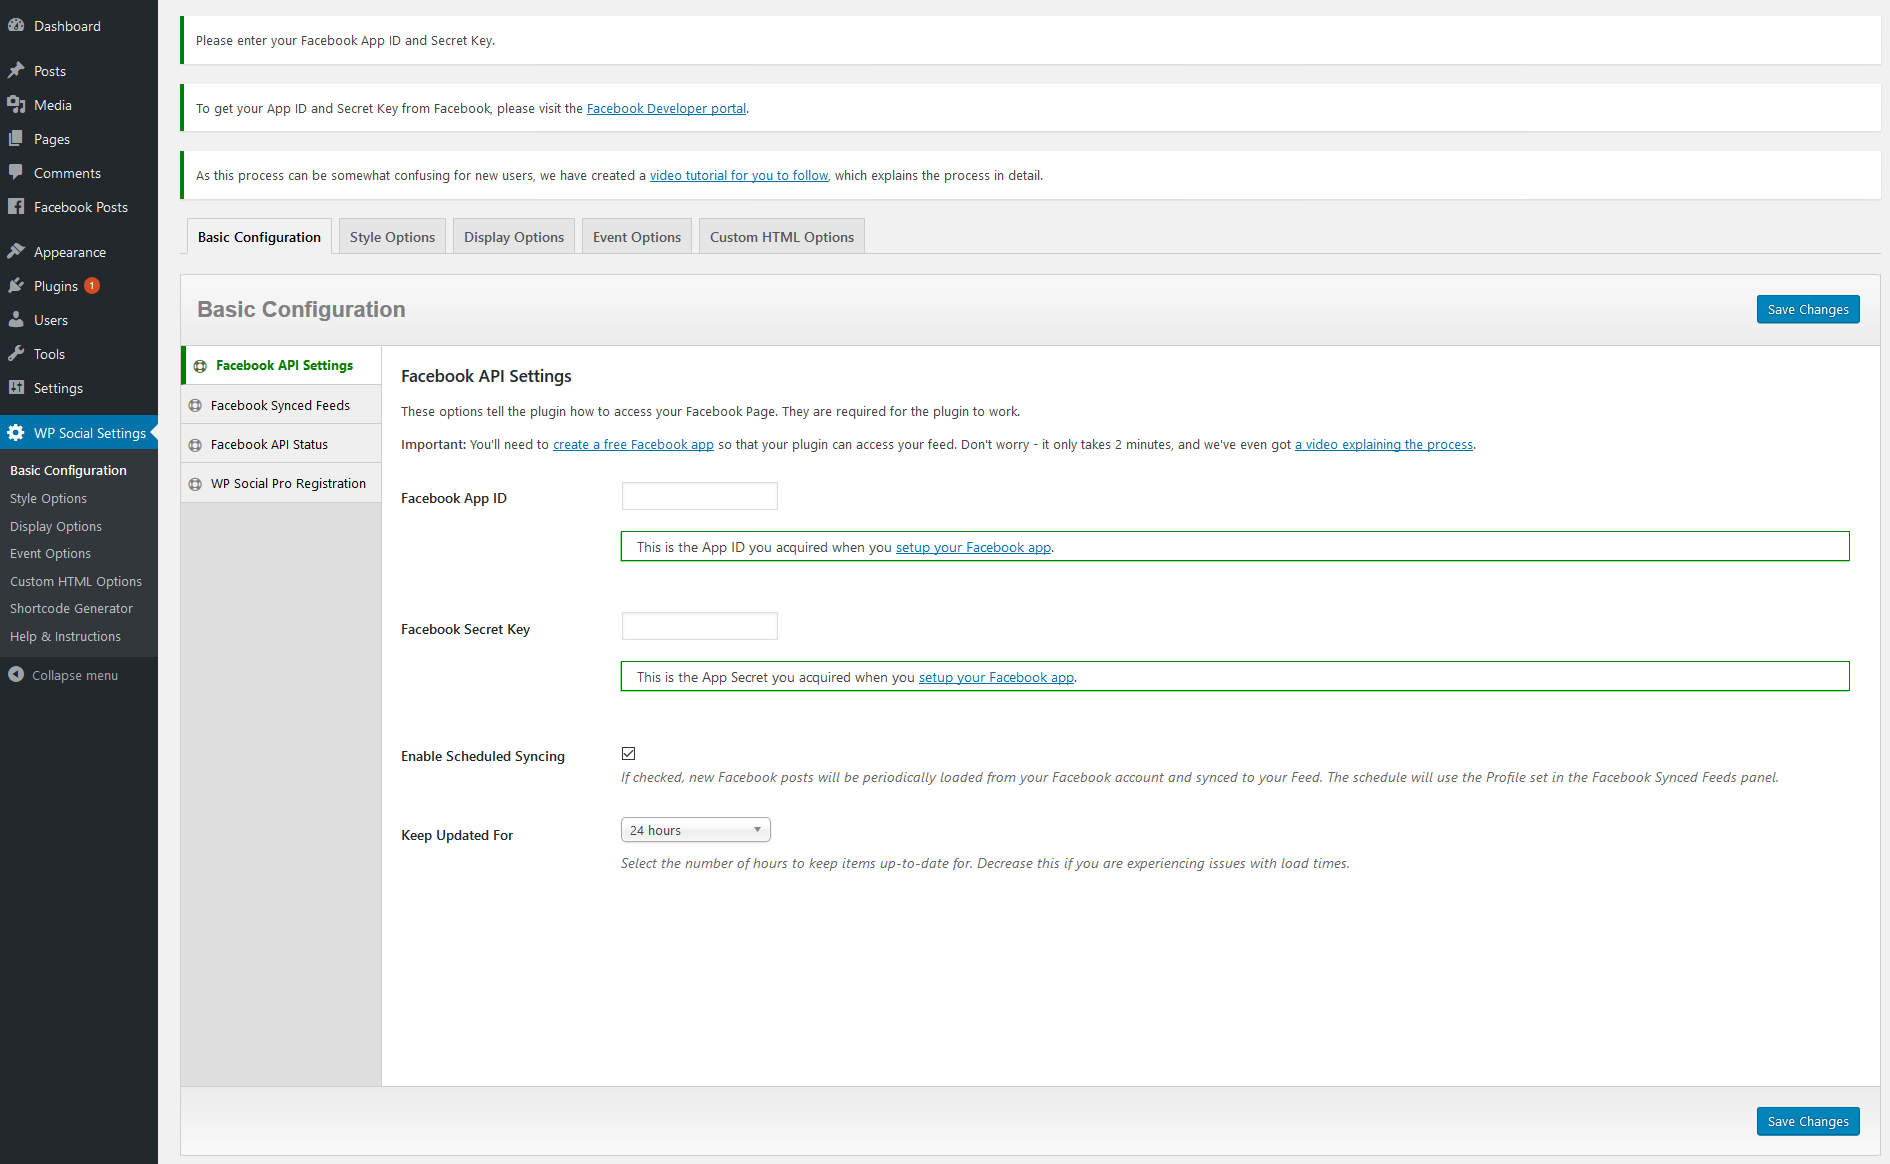 Dashboard
Posts
Media
Pages
Comments
Facebook Posts
Appearance
Plugins 1
Users
Tools
Settings
WP Social Settings
Basic Configuration
Style Options
Display Options
Event Options
Custom HTML Options
Shortcode Generator
Help & Instructions
Collapse menu
Please enter your Facebook App ID and Secret Key.
To get your App ID and Secret Key from Facebook, please visit the Facebook Developer portal.
As this process can be somewhat confusing for new users, we have created a video tutorial for you to follow, which explains the process in detail.
Basic Configuration Style Options Display Options Event Options Custom HTML Options
Basic Configuration Save Changes
Facebook API Settings
Facebook Synced Feeds
Facebook API Status
WP Social Pro Registration
Facebook API Settings
These options tell the plugin how to access your Facebook Page. They are required for the plugin to work.
Important: You'll need to create a free Facebook app so that your plugin can access your feed. Don't worry - it only takes 2 minutes, and we've even got a video explaining the process.
Facebook App ID
This is the App ID you acquired when you setup your Facebook app.
Facebook Secret Key
This is the App Secret you acquired when you setup your Facebook app.
Enable Scheduled Syncing
If checked, new Facebook posts will be periodically loaded from your Facebook account and synced to your Feed. The schedule will use the Profile set in the Facebook Synced Feeds panel.
Keep Updated For 24 hours
Select the number of hours to keep items up-to-date for. Decrease this if you are experiencing issues with load times.
Save Changes